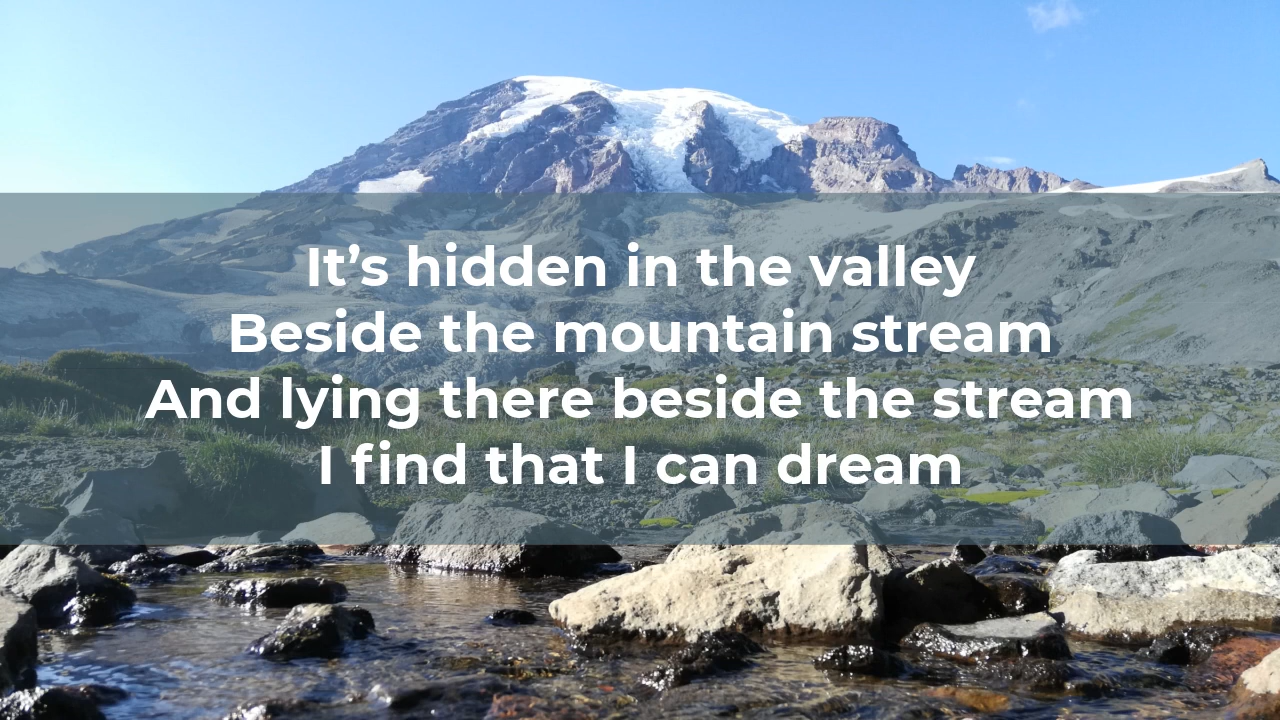 It’s hidden in the valley
Beside the mountain stream
And lying there beside the stream
I find that I can dream